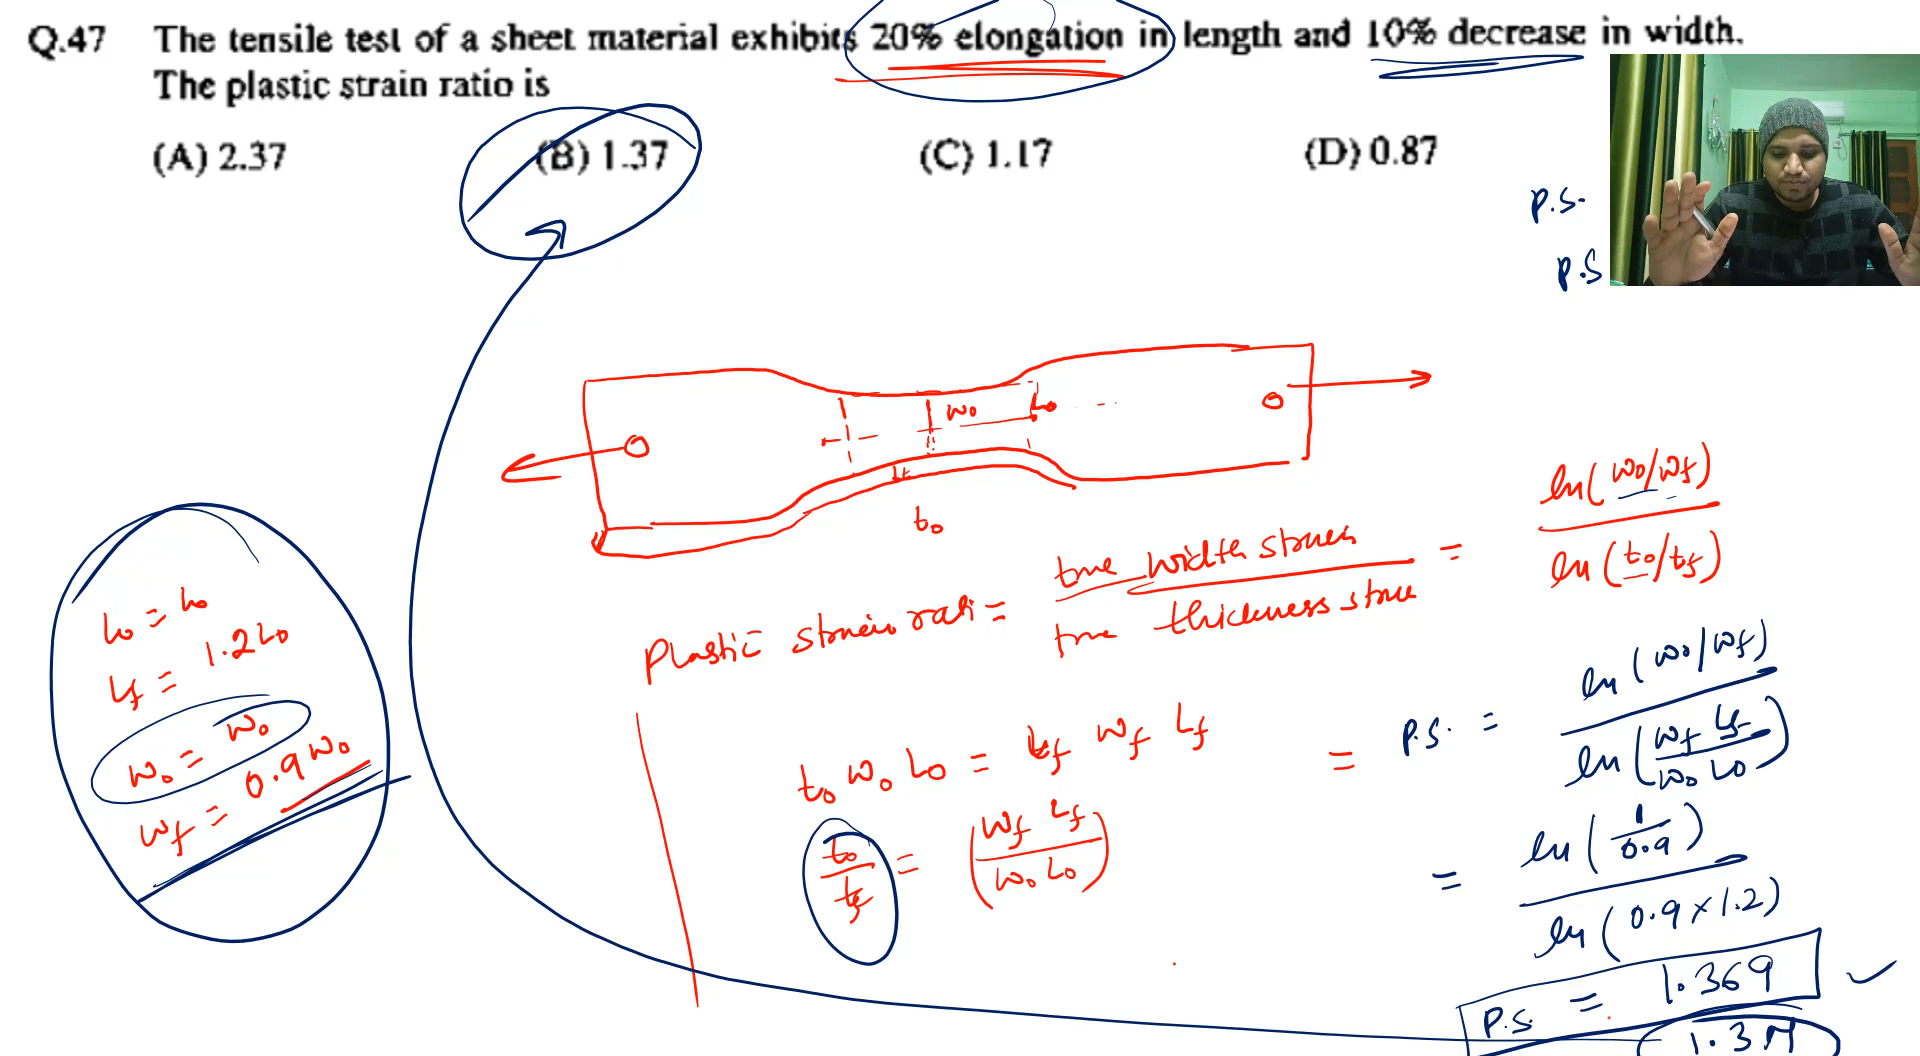 Q.47 The tensile test of a sheet material exhibits 20% elongation in length and 10% decrease in width.
The plastic strain ratio is
(A) 2.37 (B) 1.37 (C) 1.17 (D) 0.87
P.S.
P.S
w₀ L₀
t₀
L₀ = L₀
Lf = 1.2L₀
w₀ = w₀
wf = 0.9w₀
Plastic strain ratio = true width strain / true thickness strain = ln(w₀/wf) / ln(t₀/tf)
t₀ w₀ L₀ = tf wf Lf
t₀/tf = (wf Lf / w₀ L₀)
= P.S. = ln(w₀/wf) / ln(wf Lf / w₀ L₀)
= ln(1/0.9) / ln(0.9×1.2)
P.S. = 1.369